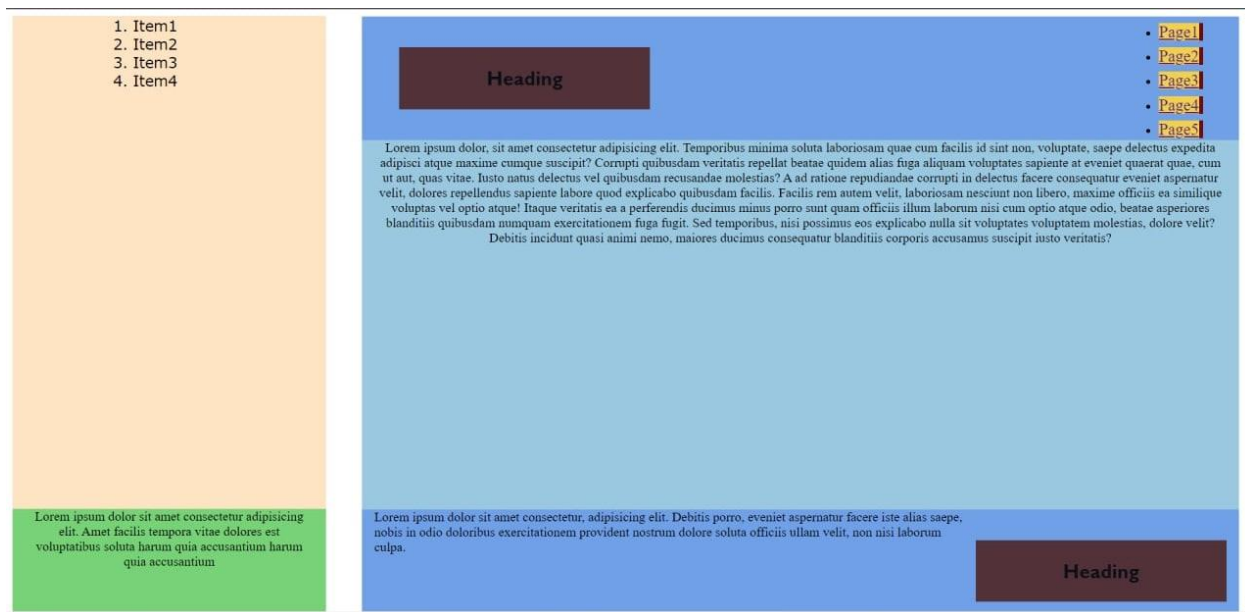 1. Item1
2. Item2
3. Item3
4. Item4
Lorem ipsum dolor sit amet consectetur adipisicing
elit. Amet facilis tempora vitae dolores est
voluptatibus soluta harum quia accusantium harum
quia accusantium
Heading
• Page1
• Page2
• Page3
• Page4
• Page5
Lorem ipsum dolor, sit amet consectetur adipisicing elit. Temporibus minima soluta laboriosam quae cum facilis id sint non, voluptate, saepe delectus expedita
adipisci atque maxime cumque suscipit? Corrupti quibusdam veritatis repellat beatae quidem alias fuga aliquam voluptates sapiente at eveniet quaerat quae, cum
ut aut, quas vitae. Iusto natus delectus vel quibusdam recusandae molestias? A ad ratione repudiandae corrupti in delectus facere consequatur eveniet aspernatur
velit, dolores repellendus sapiente labore quod explicabo quibusdam facilis. Facilis rem autem velit, laboriosam nesciunt non libero, maxime officiis ea similique
voluptas vel optio atque! Itaque veritatis ea a perferendis ducimus minus porro sunt quam officiis illum laborum nisi cum optio atque odio, beatae asperiores
blanditiis quibusdam numquam exercitationem fuga fugit. Sed temporibus, nisi possimus eos explicabo nulla sit voluptates voluptatem molestias, dolore velit?
Debitis incidunt quasi animi nemo, maiores ducimus consequatur blanditiis corporis accusamus suscipit iusto veritatis?
Lorem ipsum dolor sit amet consectetur, adipisicing elit. Debitis porro, eveniet aspernatur facere iste alias saepe,
nobis in odio doloribus exercitationem provident nostrum dolore soluta officiis ullam velit, non nisi laborum
culpa.
Heading